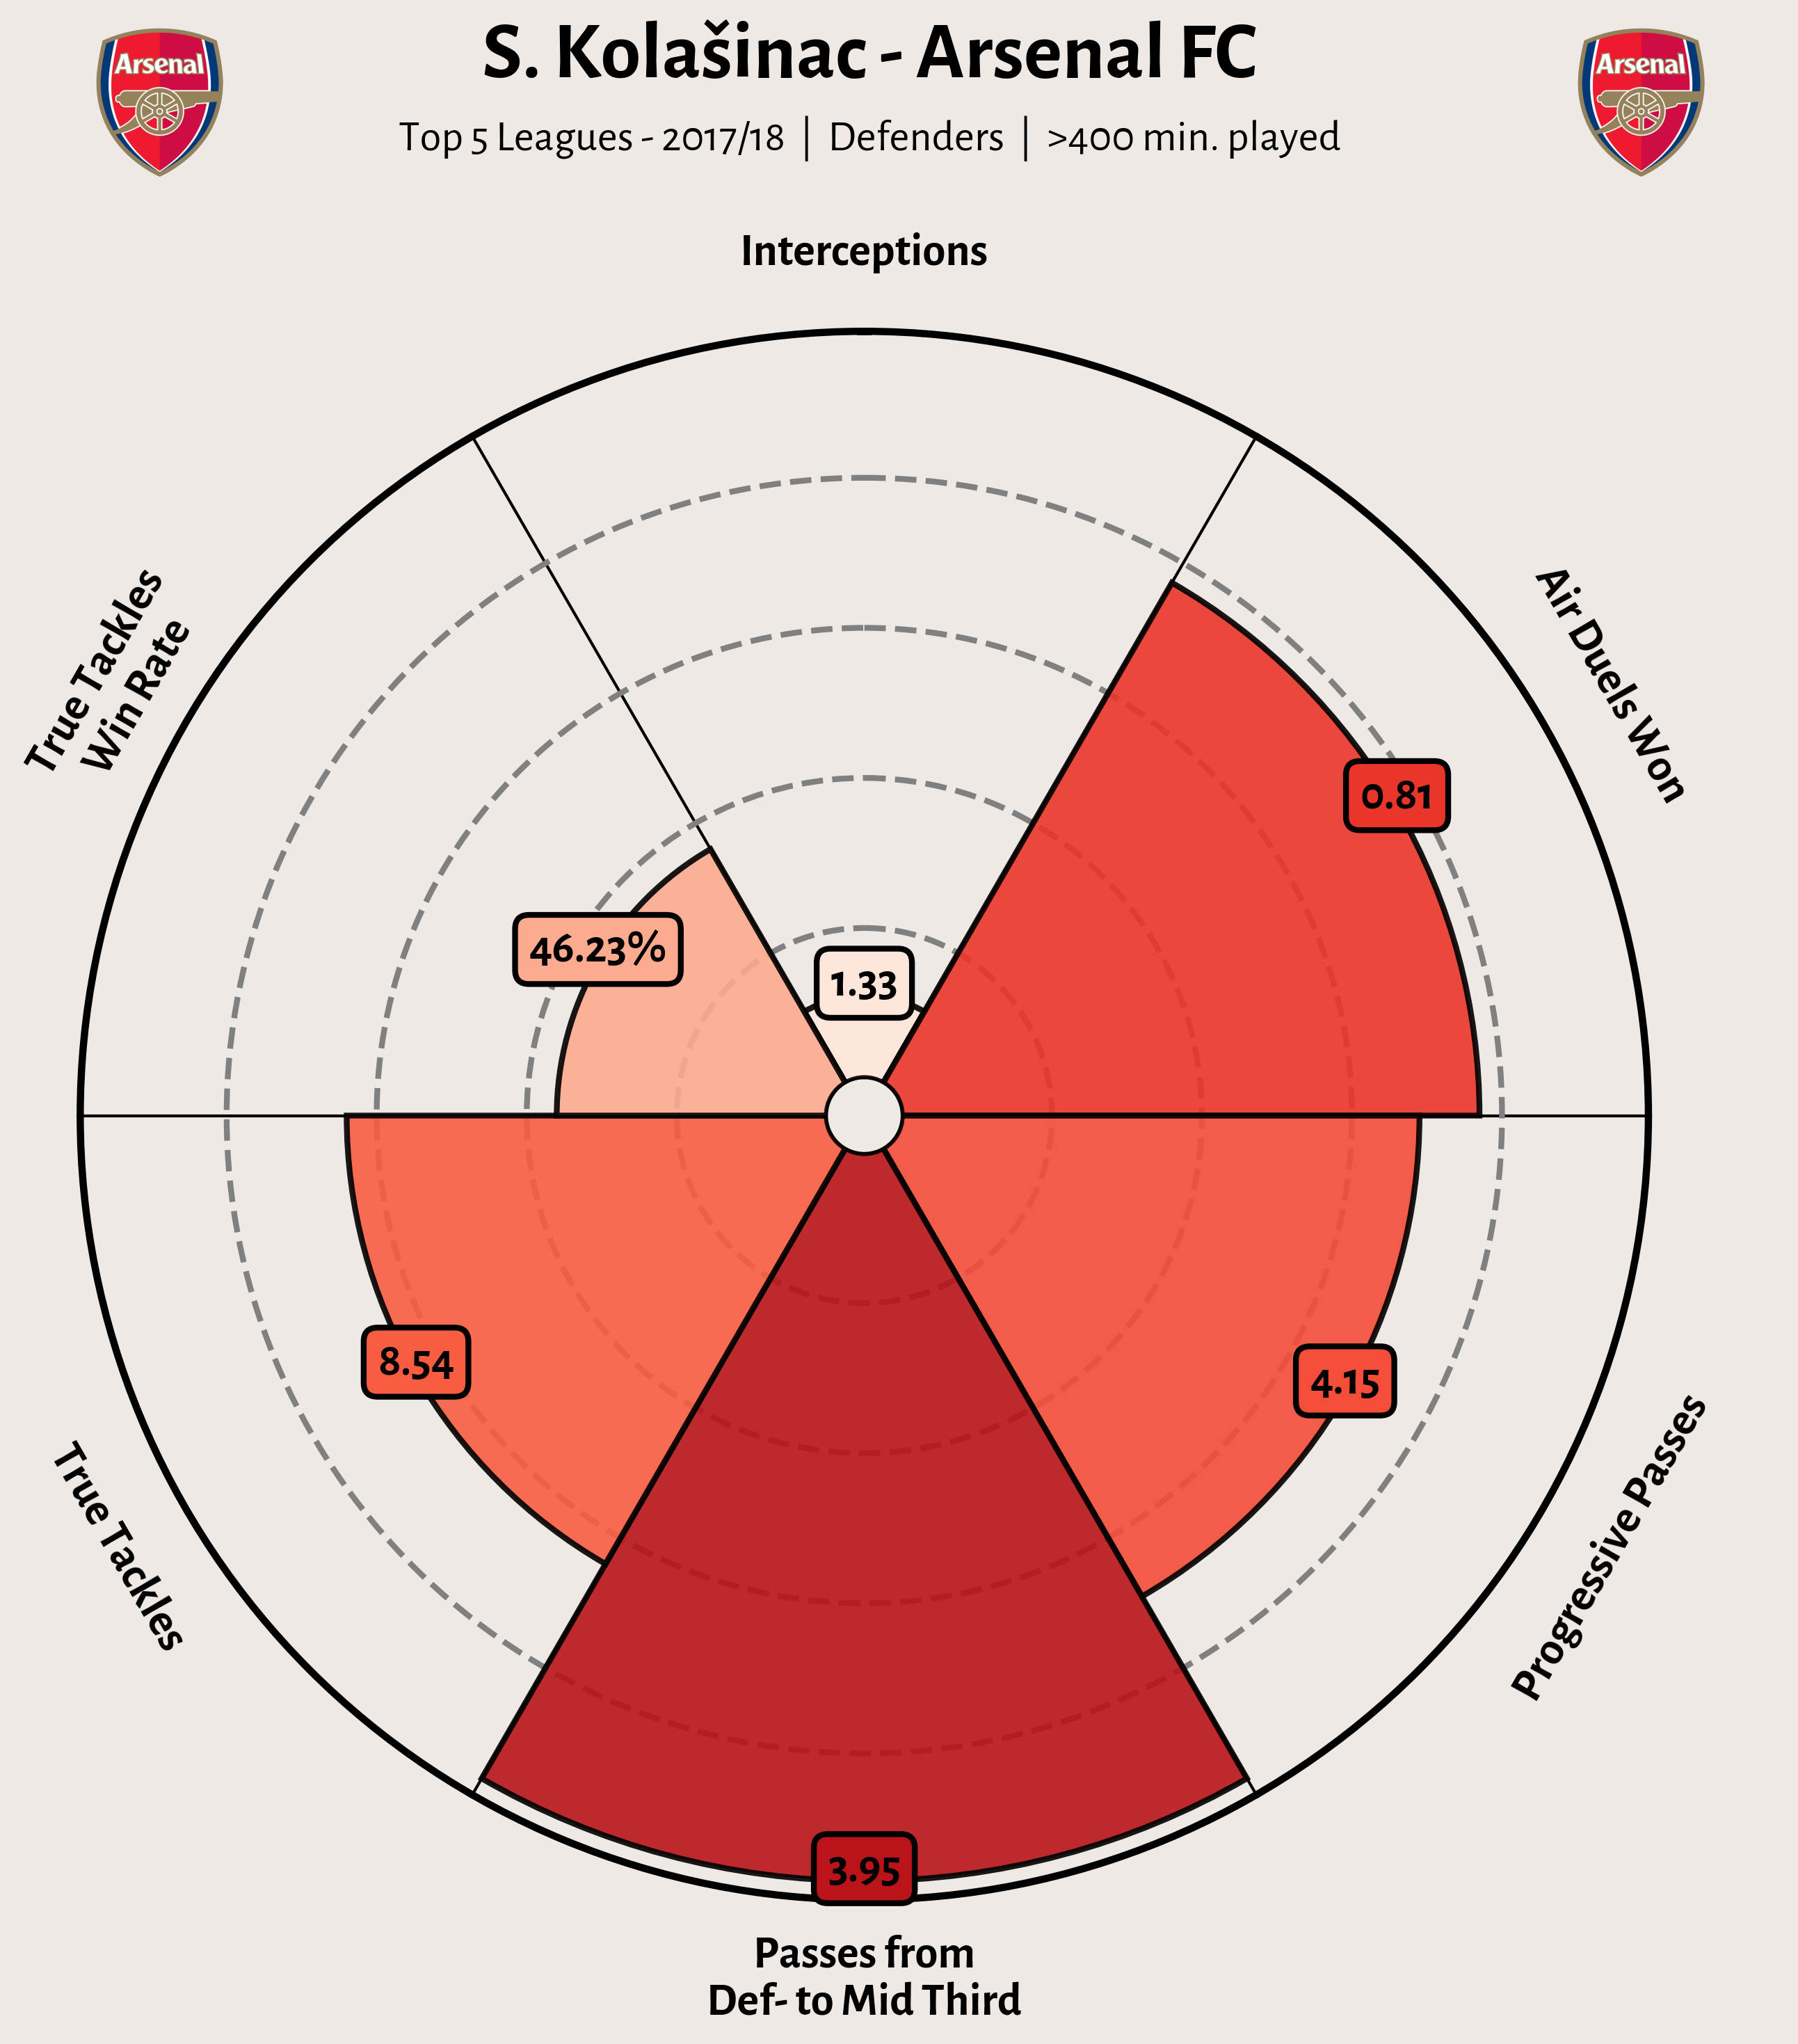 S. Kolašinac - Arsenal FC
Arsenal
Arsenal
Top 5 Leagues - 2017/18 | Defenders | >400 min. played
Interceptions
True Tackles
Win Rate
Air Duels Won
0.81
46.23%
1.33
8.54
4.15
True Tackles
Progressive Passes
3.95
Passes from
Def- to Mid Third